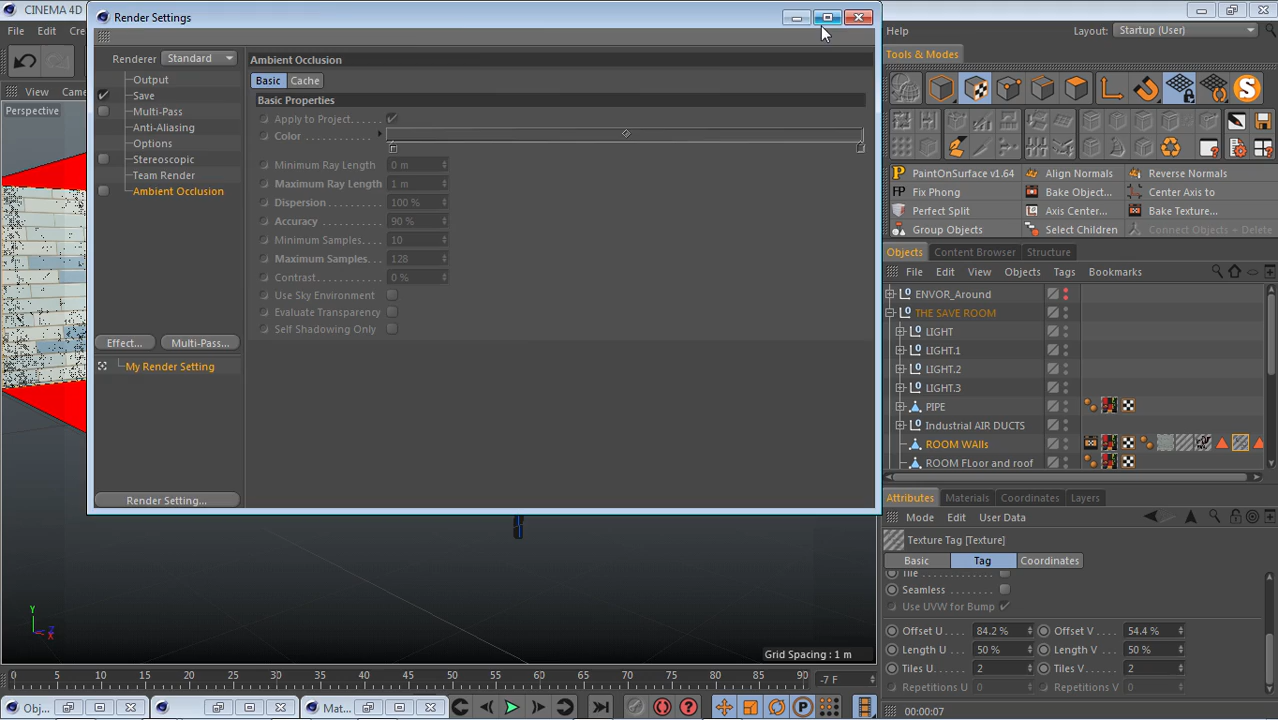 CINEMA 4D
Render Settings
Help
Layout: Startup (User)
File
Edit
View
Came
Perspective
Renderer Standard
Output
Save
Multi-Pass
Anti-Aliasing
Options
Stereoscopic
Team Render
Ambient Occlusion
Effect...
Multi-Pass...
My Render Setting
Render Setting...
Ambient Occlusion
Basic
Cache
Basic Properties
Apply to Project
Color
Minimum Ray Length 0 m
Maximum Ray Length 1 m
Dispersion 100 %
Accuracy 90 %
Minimum Samples 10
Maximum Samples 128
Contrast 0 %
Use Sky Environment
Evaluate Transparency
Self Shadowing Only
Tools & Modes
PaintOnSurface v1.64
Align Normals
Reverse Normals
Fix Phong
Bake Object...
Center Axis to
Perfect Split
Axis Center...
Bake Texture...
Group Objects
Select Children
Connect Objects + Delete
Objects
Content Browser
Structure
File
Edit
View
Objects
Tags
Bookmarks
ENVOR_Around
THE SAVE ROOM
LIGHT
LIGHT.1
LIGHT.2
LIGHT.3
PIPE
Industrial AIR DUCTS
ROOM WAlls
ROOM FLoor and roof
Attributes
Materials
Coordinates
Layers
Mode
Edit
User Data
Texture Tag [Texture]
Basic
Tag
Coordinates
Tile
Seamless
Use UVW for Bump
Offset U 84.2 %
Offset V 54.4 %
Length U 50 %
Length V 50 %
Tiles U 2
Tiles V 2
Repetitions U 0
Repetitions V 0
Y
Z
X
Grid Spacing : 1 m
0 5 10 15 20 25 30 35 40 45 50 55 60 65 70 75 80 85 90
-7 F
Obj...
Mat...
00:00:07